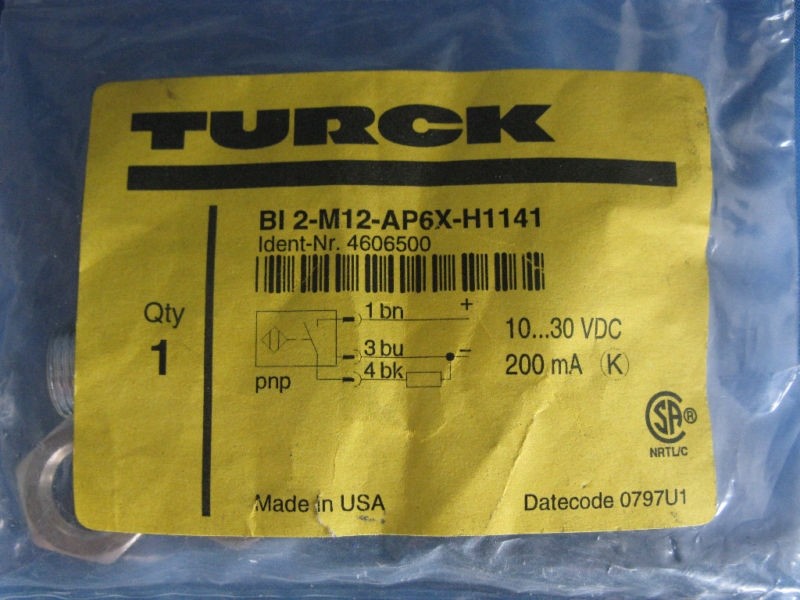 TURCK
BI 2-M12-AP6X-H1141
Ident-Nr. 4606500
Qty
1
1 bn
+
3 bu
–
4 bk
pnp
10...30 VDC
200 mA (K)
SA ®
NRTL/C
Made in USA
Datecode 0797U1